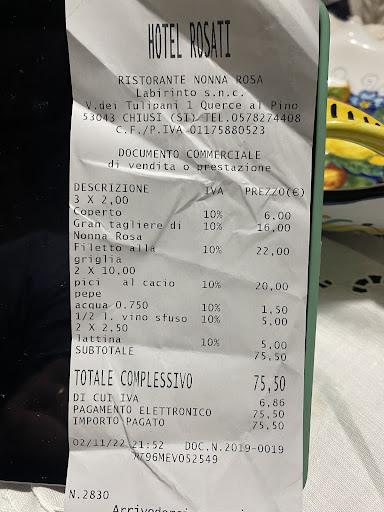 HOTEL ROSATI
RISTORANTE NONNA ROSA
Labirinto s.n.c.
V.dei Tulipani 1 Querce al Pino
53043 CHIUSI (SI) TEL.0578274408
C.F./P.IVA 01175880523
DOCUMENTO COMMERCIALE
di vendita o prestazione
DESCRIZIONE IVA PREZZO(€)
3 X 2,00
Coperto 10% 6,00
Gran tagliere di 10% 16,00
Nonna Rosa
Filetto alla 10% 22,00
griglia
2 X 10,00
pici al cacio 10% 20,00
pepe
acqua 0.750 10% 1,50
1/2 l. vino sfuso 10% 5,00
2 X 2,50
lattina 10% 5,00
SUBTOTALE 75,50
TOTALE COMPLESSIVO 75,50
DI CUI IVA 6,86
PAGAMENTO ELETTRONICO 75,50
IMPORTO PAGATO 75,50
02/11/22 21:52 DOC.N.2019-0019
96MEV052549
N.2830